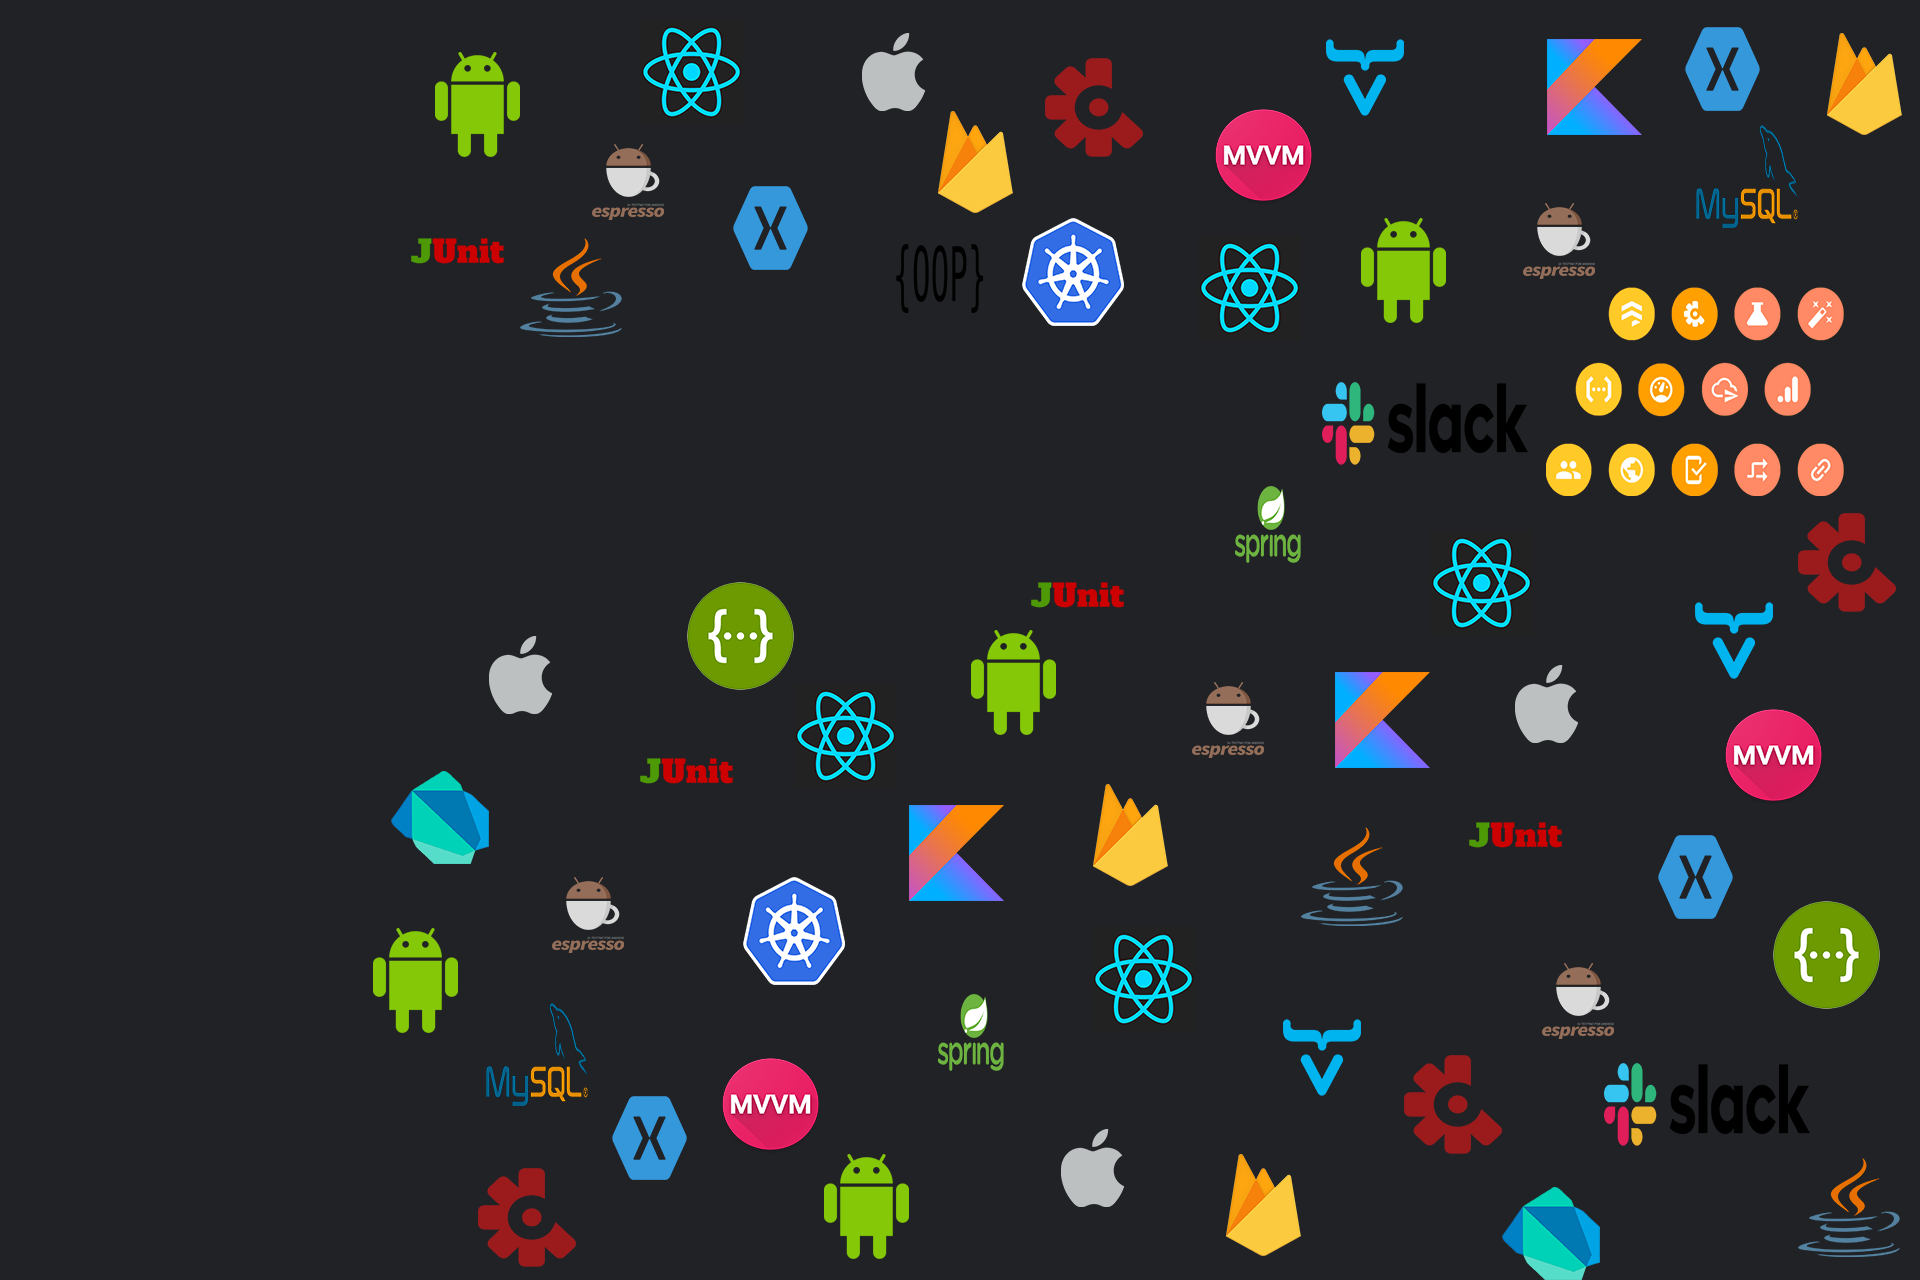 MVVM
espresso
MySQL
espresso
JUnit
X
{OOP}
X
slack
spring
JUnit
espresso
MVVM
JUnit
JUnit
X
espresso
espresso
spring
MySQL
MVVM
slack
X